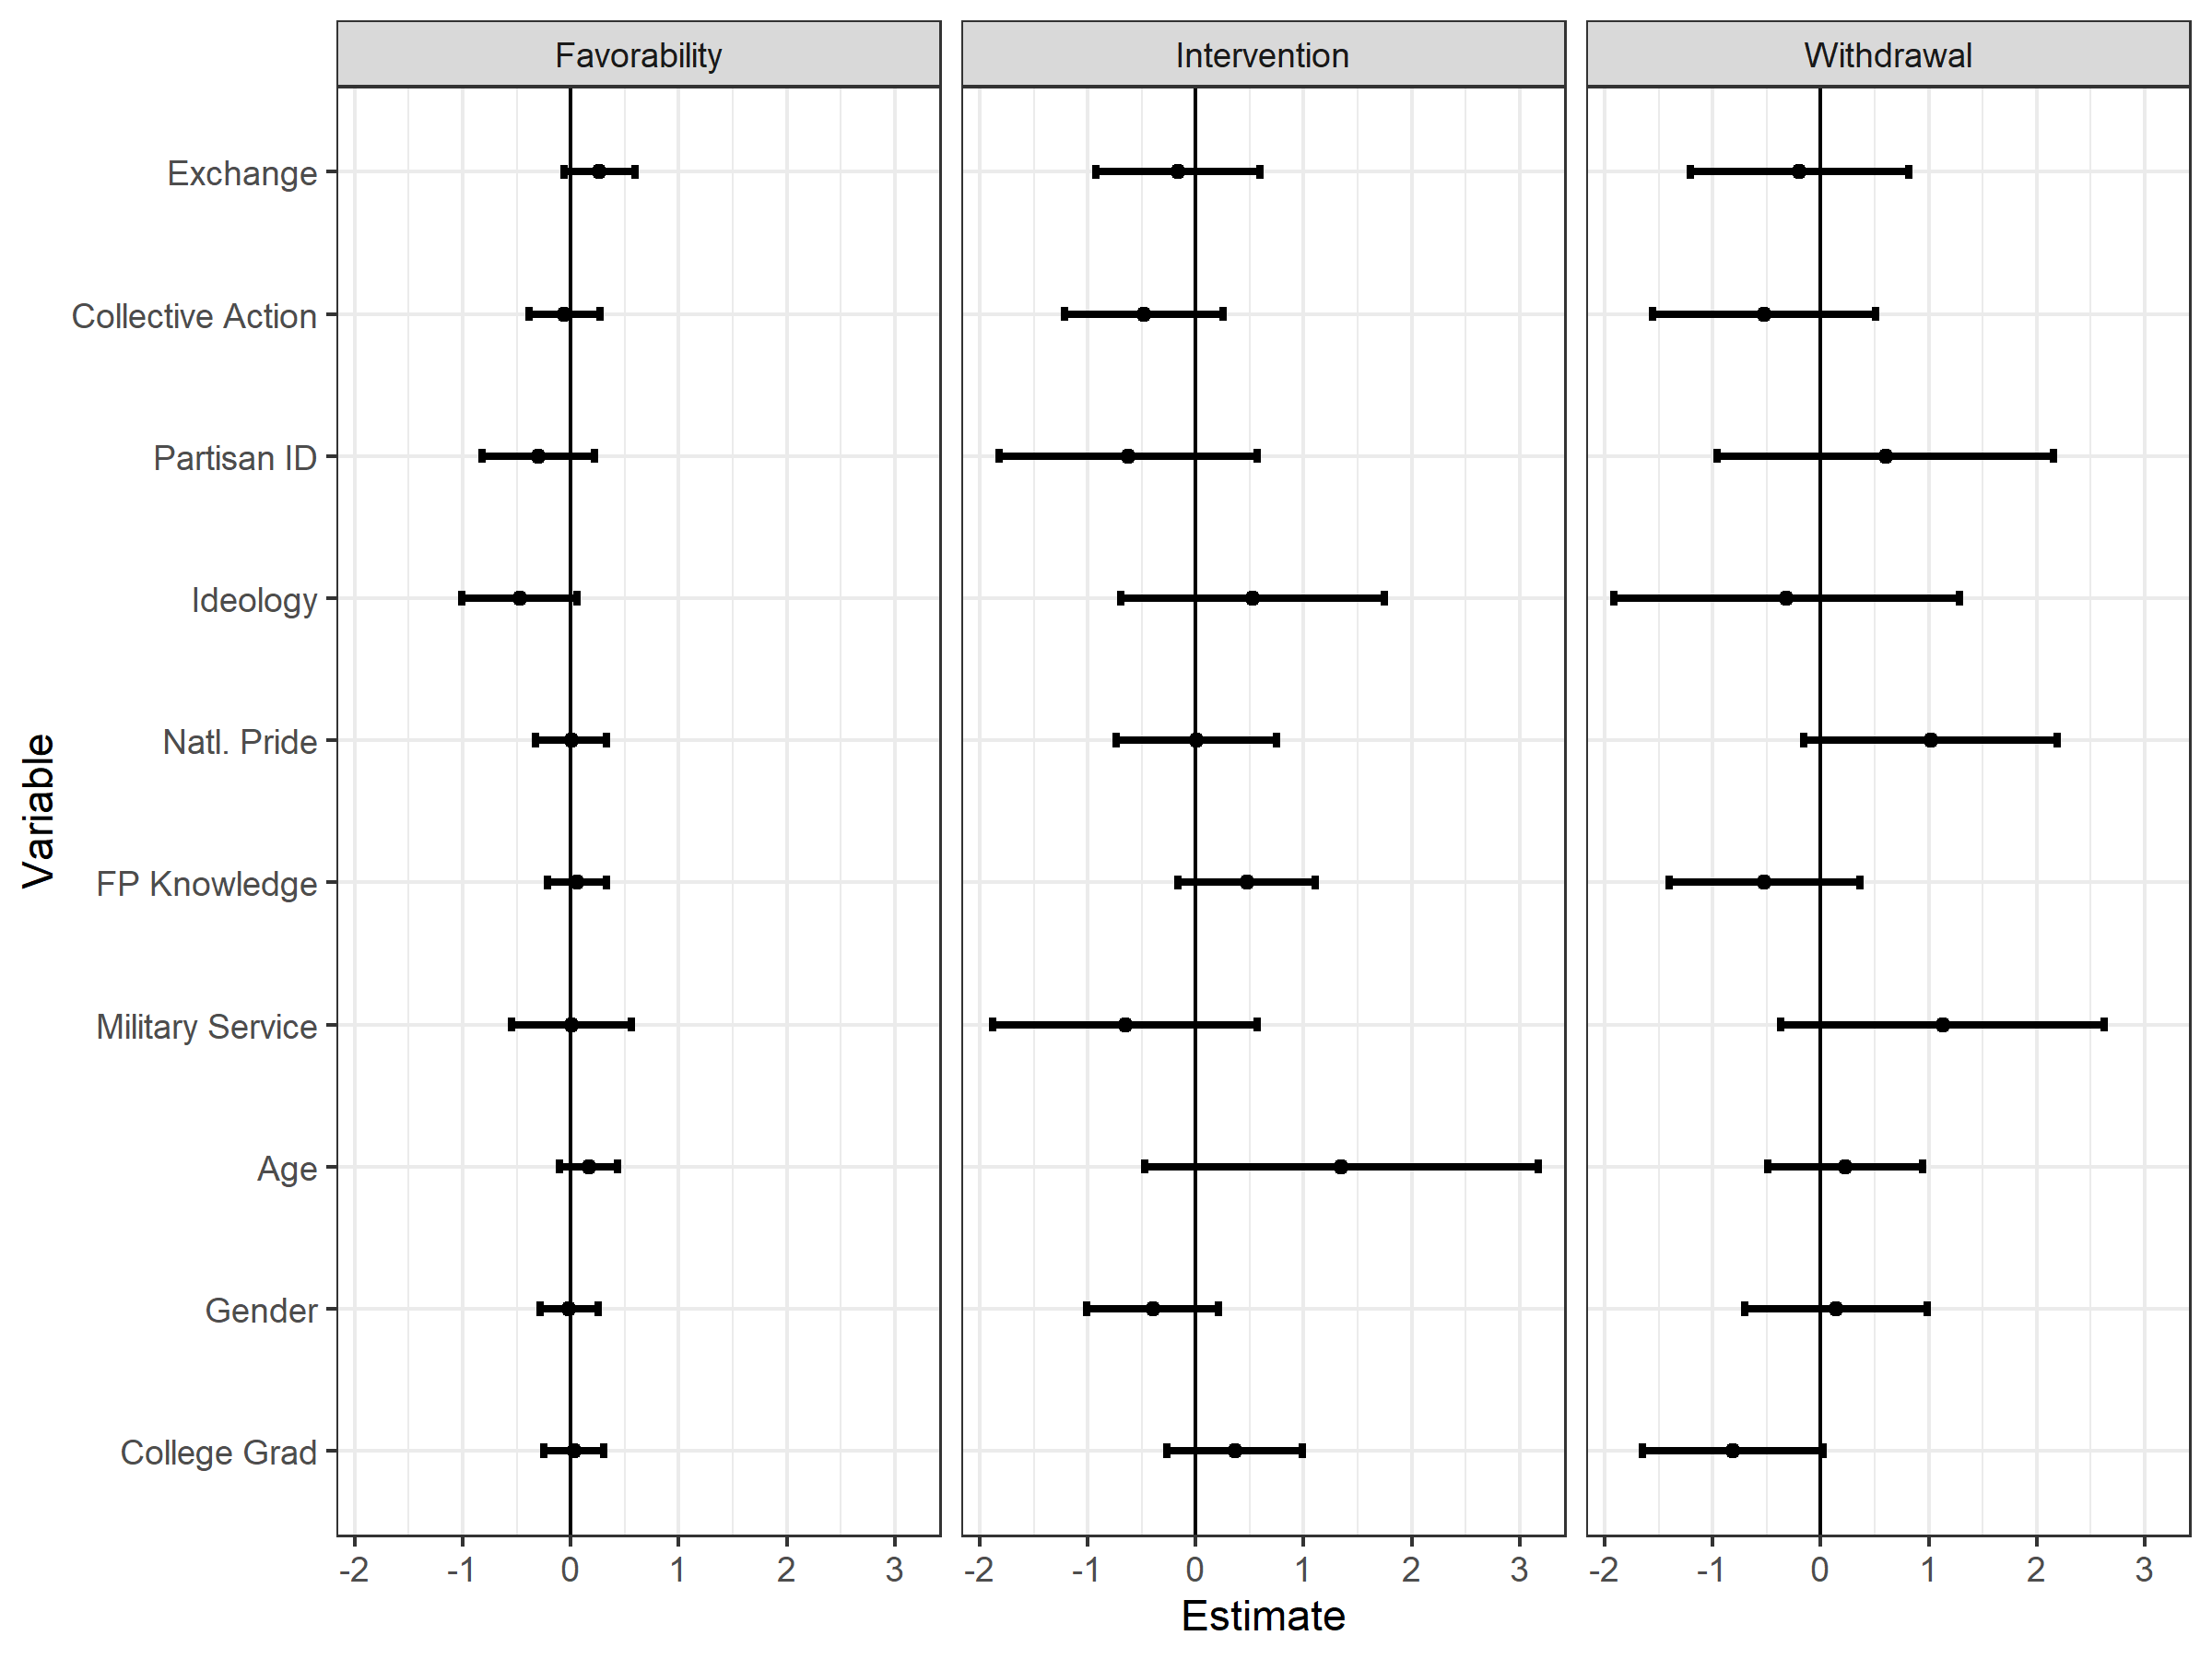 Favorability Intervention Withdrawal
Exchange
Collective Action
Partisan ID
Ideology
Natl. Pride
FP Knowledge
Military Service
Age
Gender
College Grad
Variable
-2 -1 0 1 2 3 -2 -1 0 1 2 3 -2 -1 0 1 2 3
Estimate